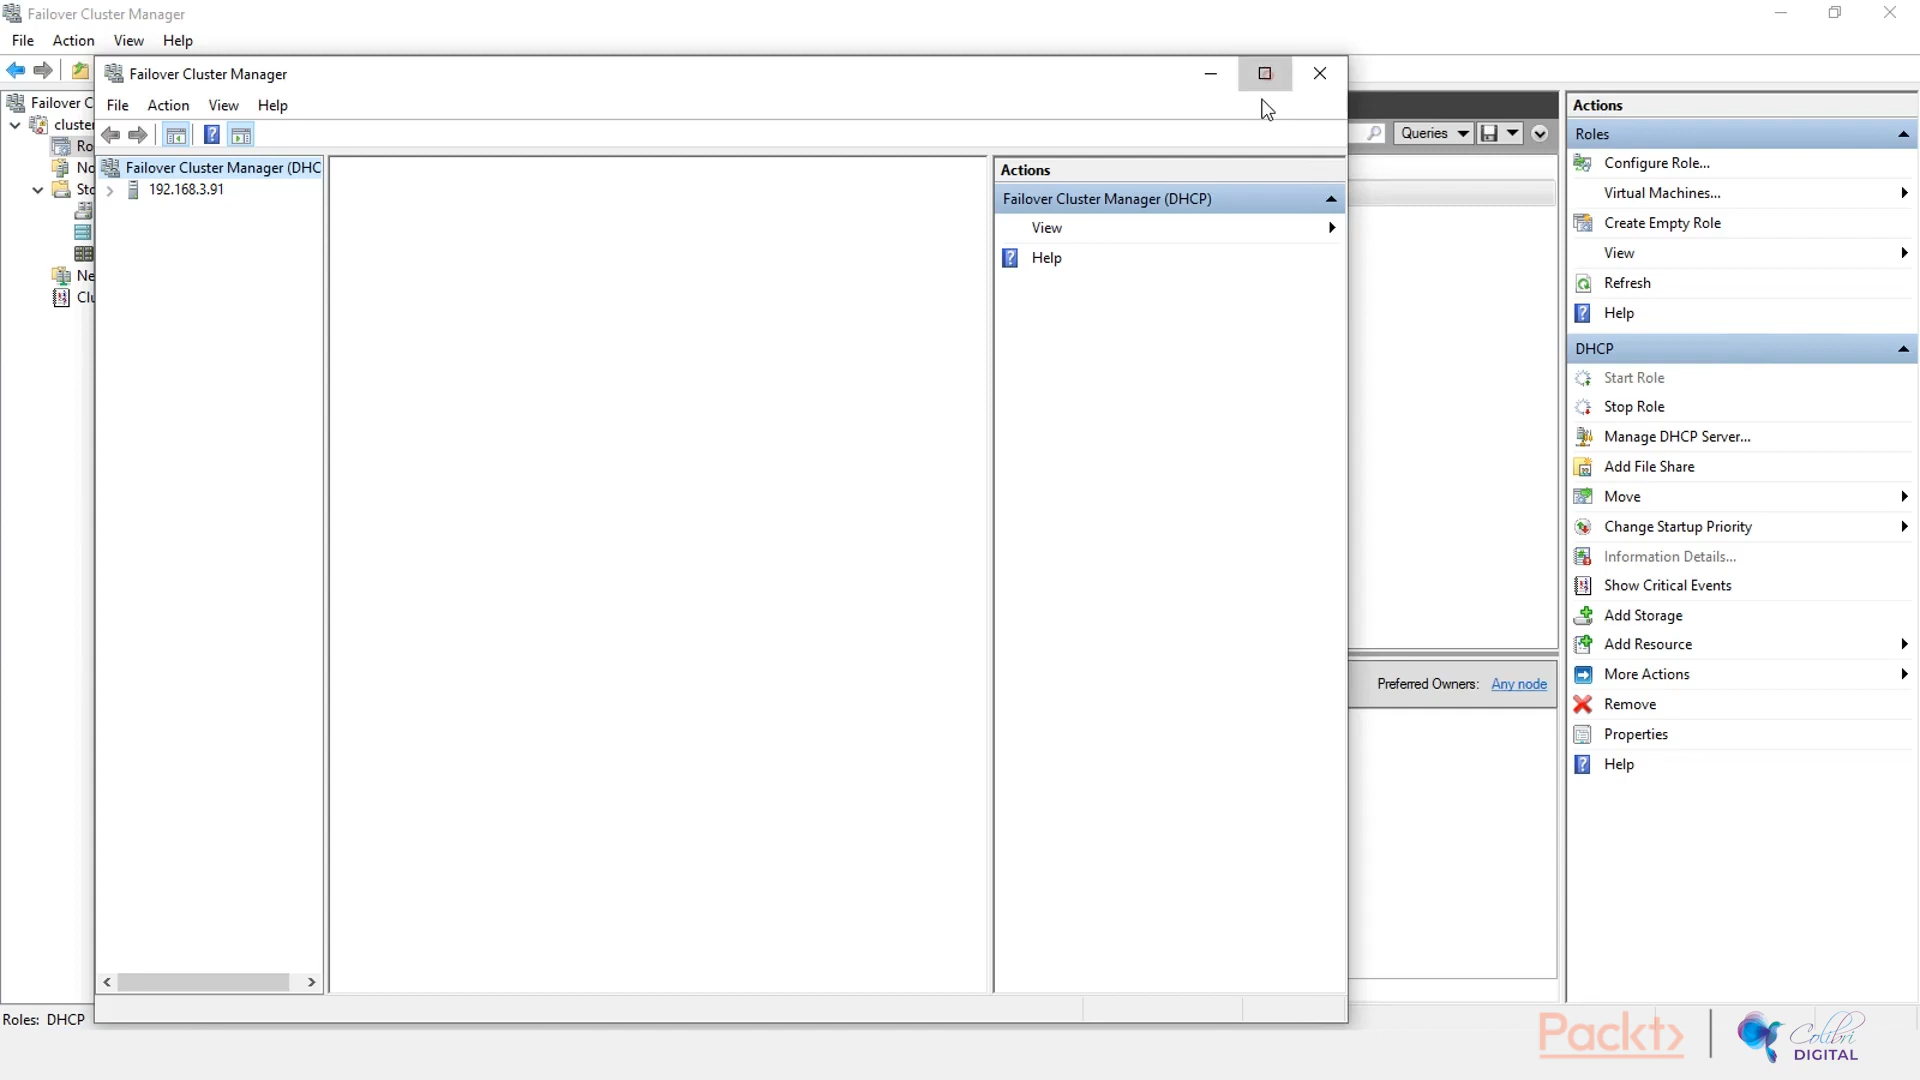 Failover Cluster Manager
File Action View Help
Failover C
cluster
Ro
No
Sto
Ne
Clu
Roles: DHCP
Failover Cluster Manager
File Action View Help
Failover Cluster Manager (DHC
192.168.3.91
Actions
Failover Cluster Manager (DHCP)
View
Help
Queries
Preferred Owners: Any node
Actions
Roles
Configure Role...
Virtual Machines...
Create Empty Role
View
Refresh
Help
DHCP
Start Role
Stop Role
Manage DHCP Server...
Add File Share
Move
Change Startup Priority
Information Details...
Show Critical Events
Add Storage
Add Resource
More Actions
Remove
Properties
Help
Packt>
Colibri
DIGITAL